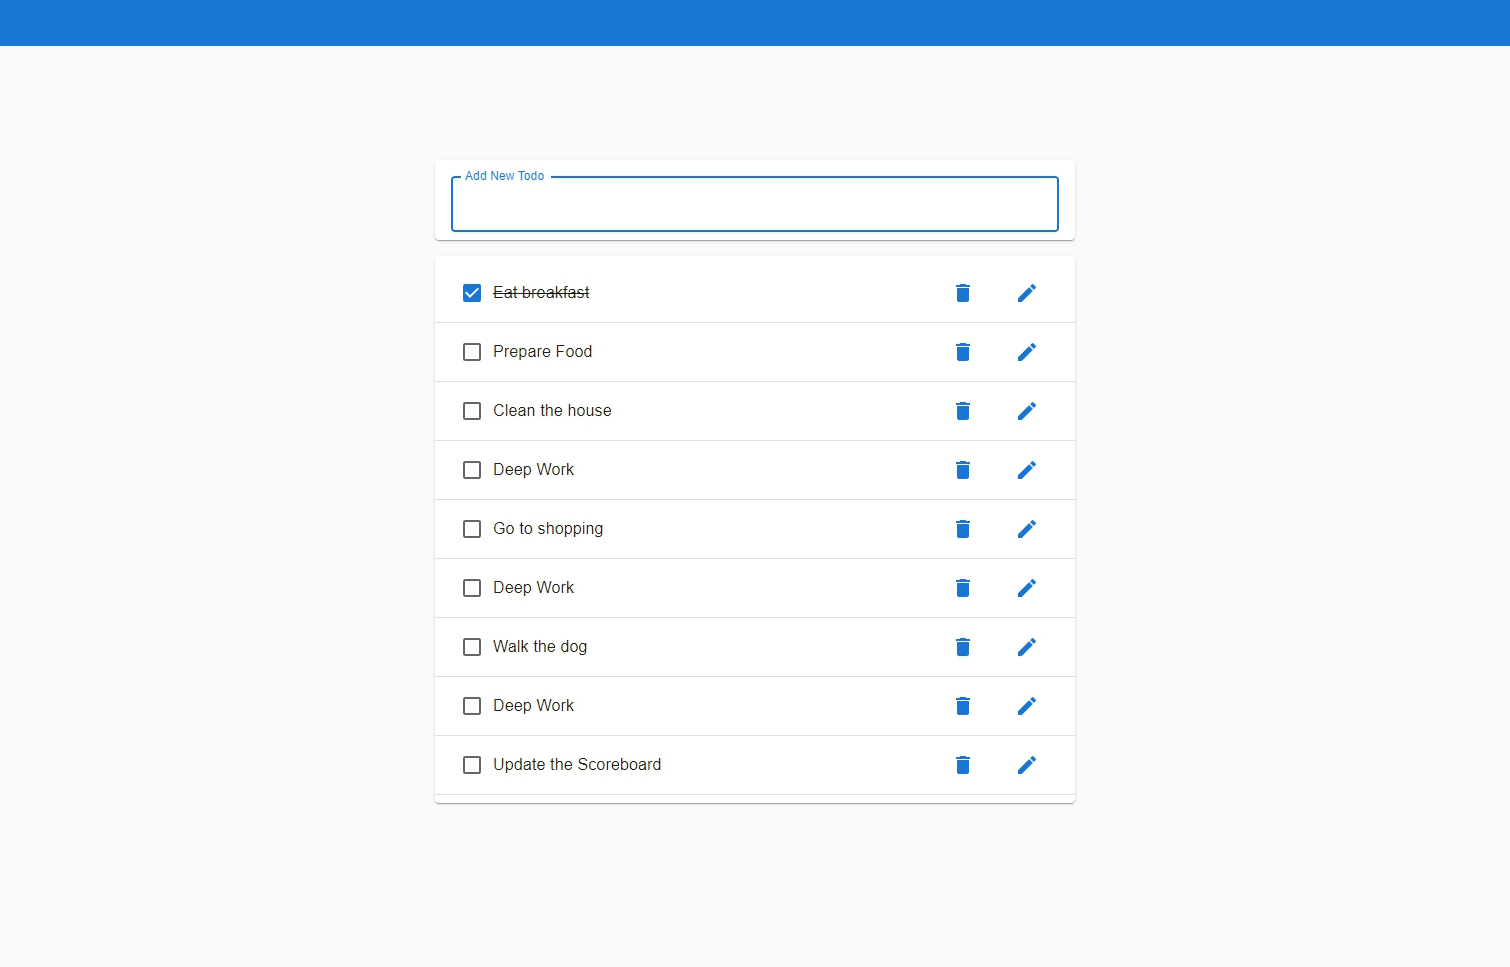 Add New Todo
Eat breakfast
Prepare Food
Clean the house
Deep Work
Go to shopping
Deep Work
Walk the dog
Deep Work
Update the Scoreboard